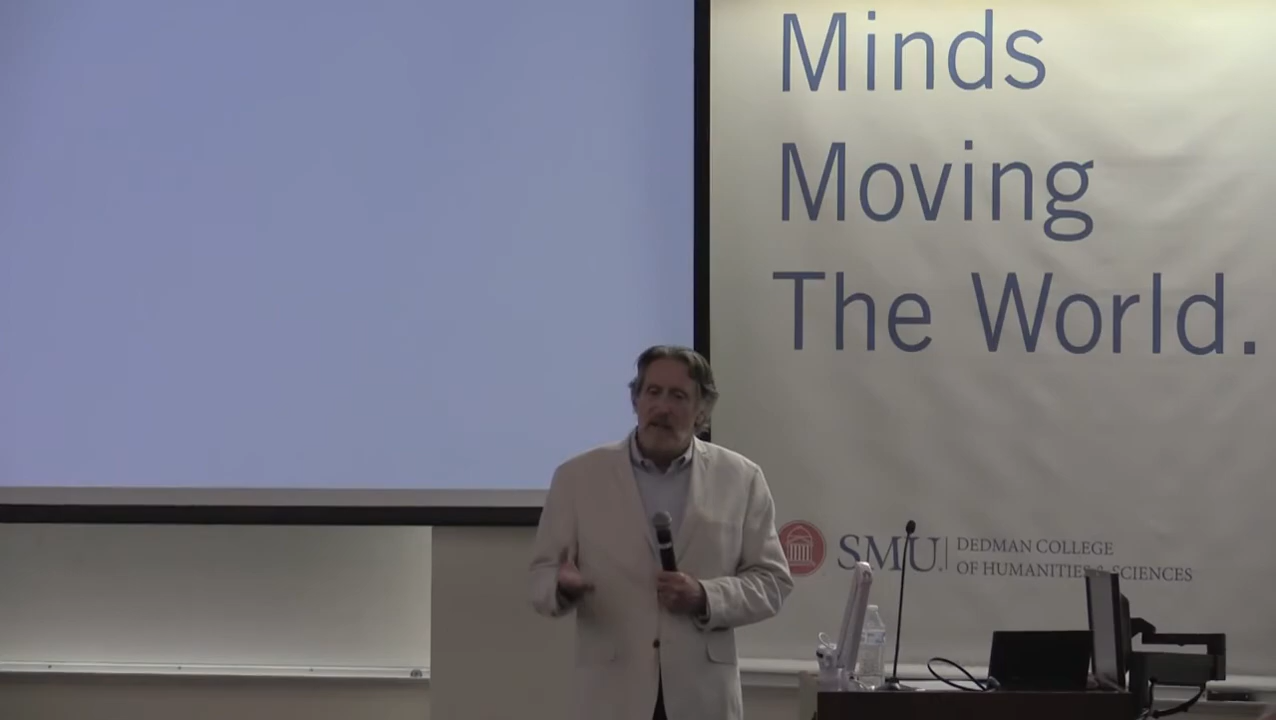 Minds
Moving
The World.
SMU.
DEDMAN COLLEGE
OF HUMANITIES & SCIENCES